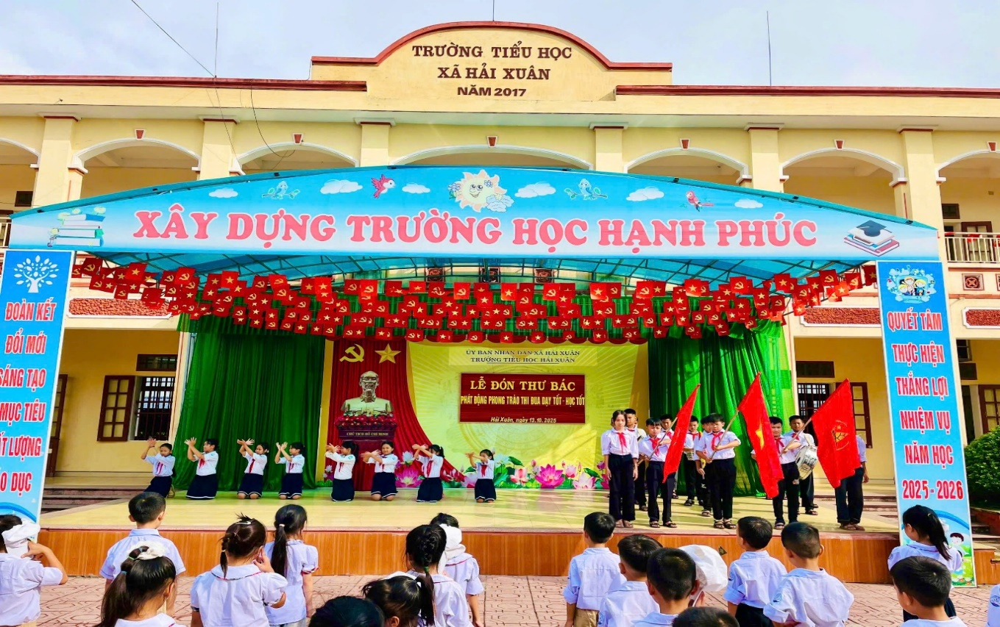 TRƯỜNG TIỂU HỌC
XÃ HẢI XUÂN
NĂM 2017
XÂY DỰNG TRƯỜNG HỌC HẠNH PHÚC
ĐOÀN KẾT
ĐỔI MỚI
SÁNG TẠO
MỤC TIÊU
LƯỢNG
DỤC
ỦY BAN NHÂN DÂN XÃ HẢI XUÂN
TRƯỜNG TIỂU HỌC HẢI XUÂN
LỄ ĐÓN THƯ BÁC
PHÁT ĐỘNG PHONG TRÀO THI ĐUA DẠY TỐT - HỌC TỐT
Hải Xuân, ngày 13.10.2025
CHỦ TỊCH HỒ CHÍ MINH
QUYẾT TÂM
THỰC HIỆN
THẮNG LỢI
NHIỆM VỤ
NĂM HỌC
2025 - 2026